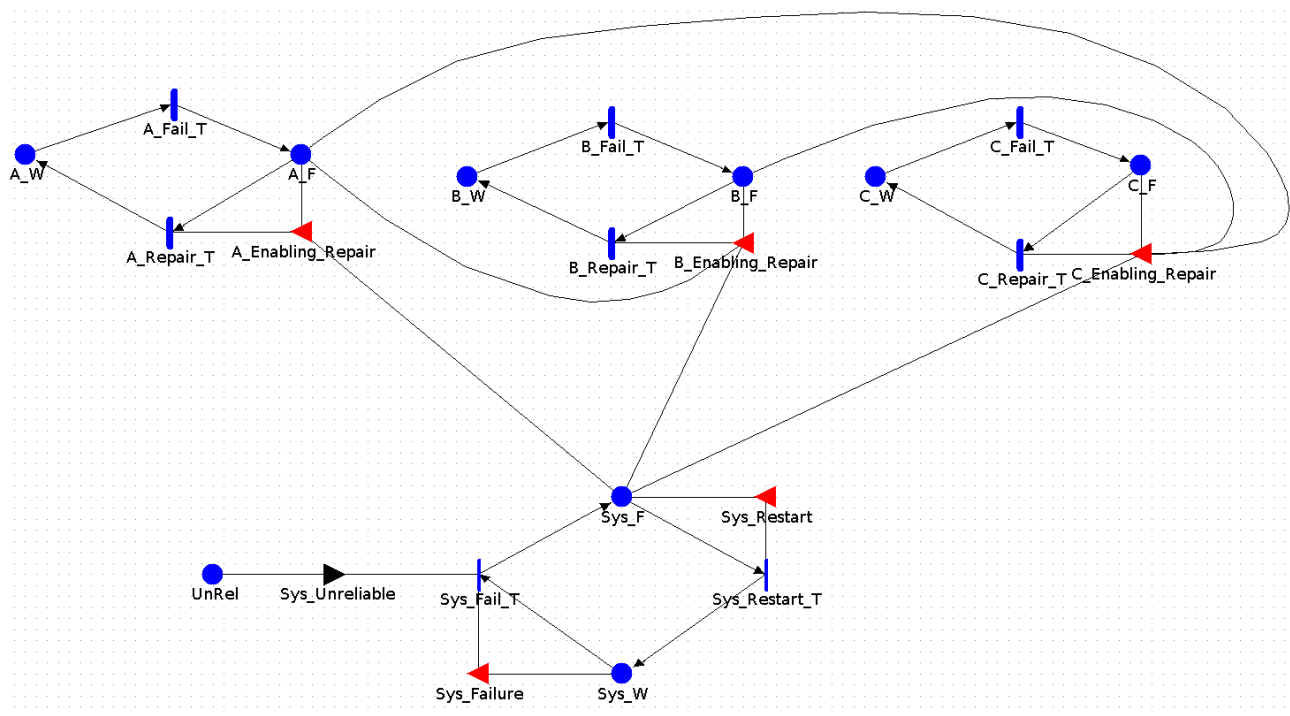 A_Fail_T
A_W
A_F
A_Repair_T
A_Enabling_Repair
B_Fail_T
B_W
B_F
B_Repair_T
B_Enabling_Repair
C_Fail_T
C_W
C_F
C_Repair_T
C_Enabling_Repair
Sys_F
Sys_Restart
UnRel
Sys_Unreliable
Sys_Fail_T
Sys_Restart_T
Sys_Failure
Sys_W